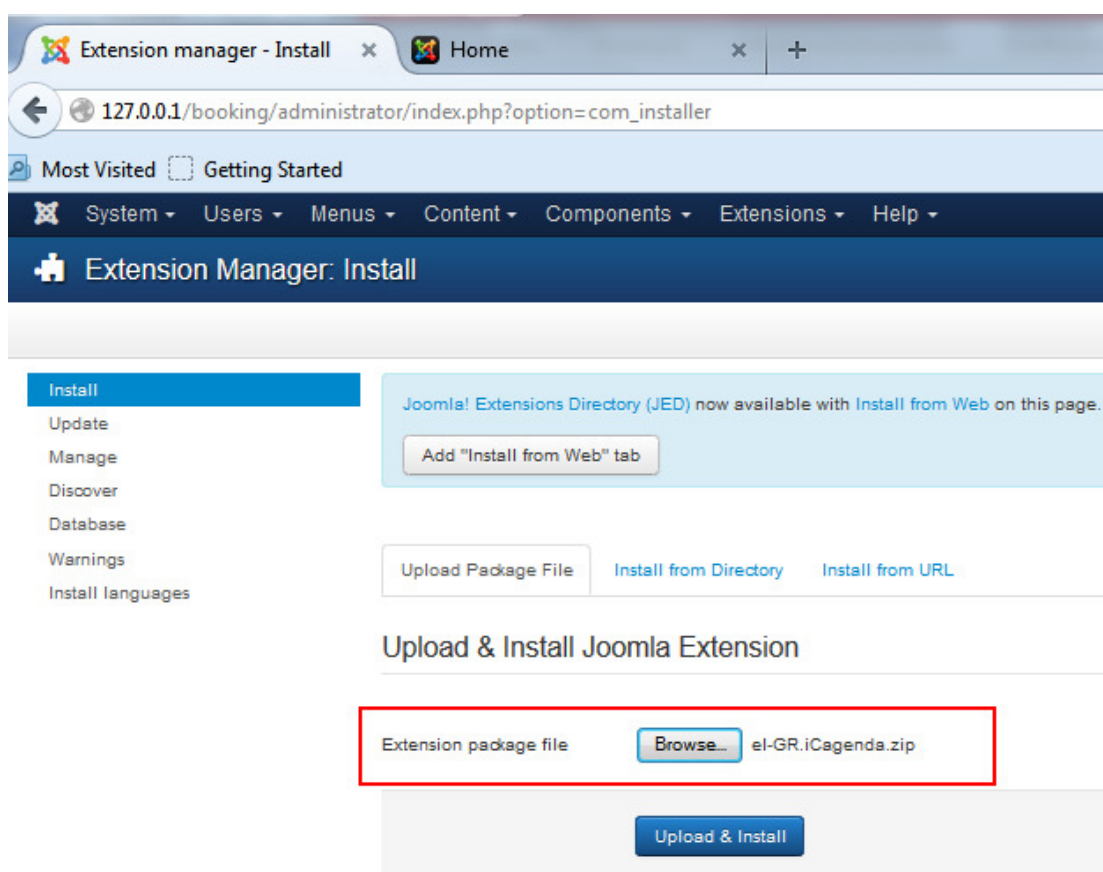 Extension manager - Install × Home × +
127.0.0.1/booking/administrator/index.php?option=com_installer
Most Visited Getting Started
System Users Menus Content Components Extensions Help
Extension Manager: Install
Install
Joomla! Extensions Directory (JED) now available with Install from Web on this page.
Update
Add "Install from Web" tab
Manage
Discover
Database
Warnings
Upload Package File Install from Directory Install from URL
Install languages
Upload & Install Joomla Extension
Extension package file Browse... el-GR.iCagenda.zip
Upload & Install